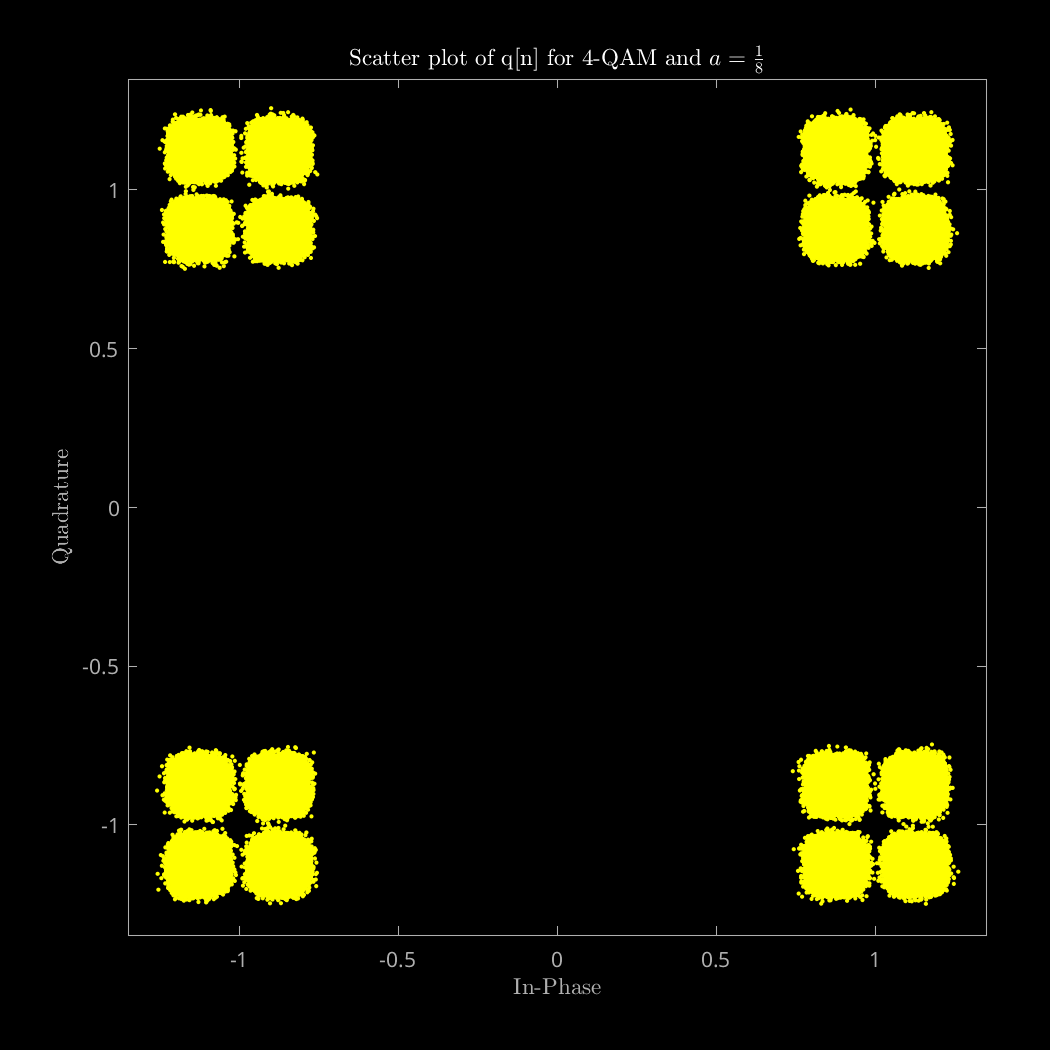 Scatter plot of q[n] for 4-QAM and $a = \frac{1}{8}$
1
0.5
0
-0.5
-1
Quadrature
-1 -0.5 0 0.5 1
In-Phase